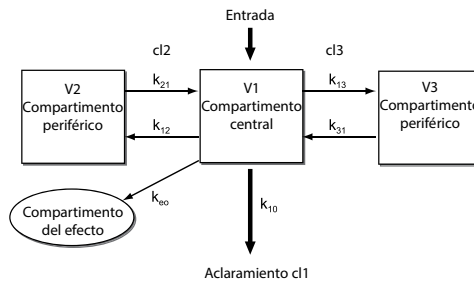 Entrada
cl2
cl3
V2
Compartimento
periférico
k21
k12
V1
Compartimento
central
k13
k31
V3
Compartimento
periférico
Compartimento
del efecto
keo
k10
Aclaramiento cl1